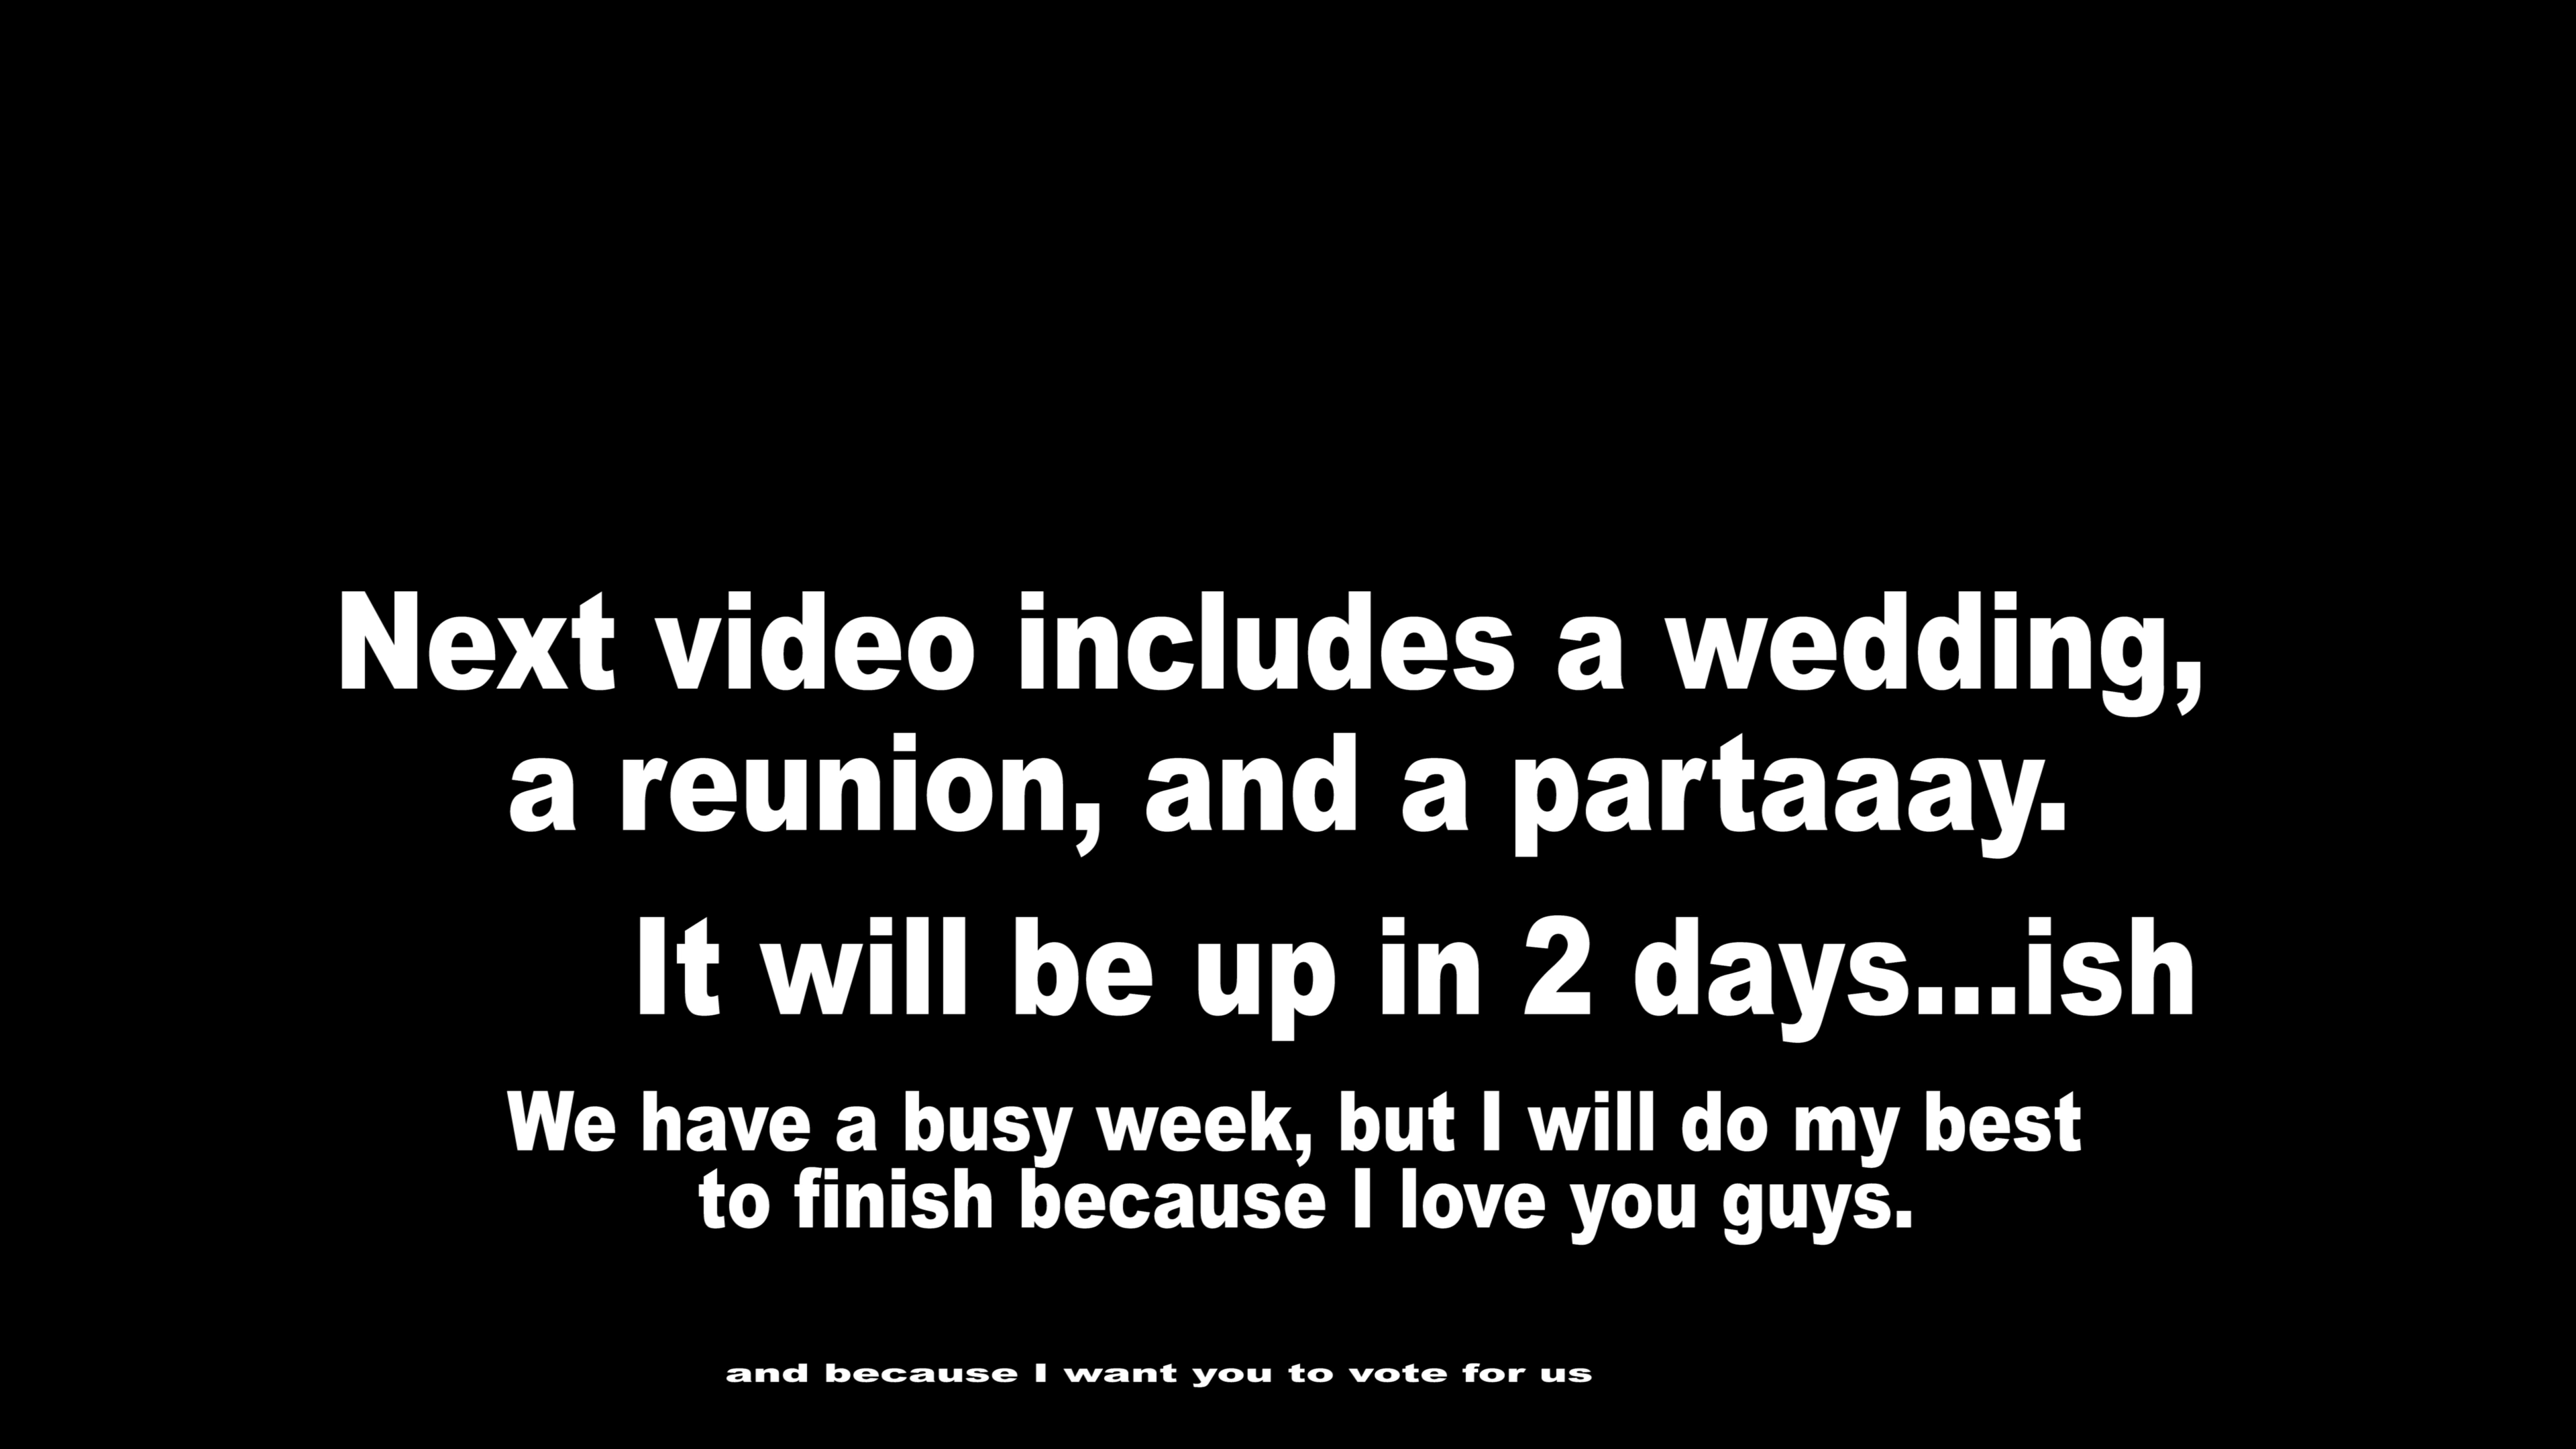 Next video includes a wedding,
a reunion, and a partaaay.
It will be up in 2 days...ish
We have a busy week, but I will do my best
to finish because I love you guys.
and because I want you to vote for us